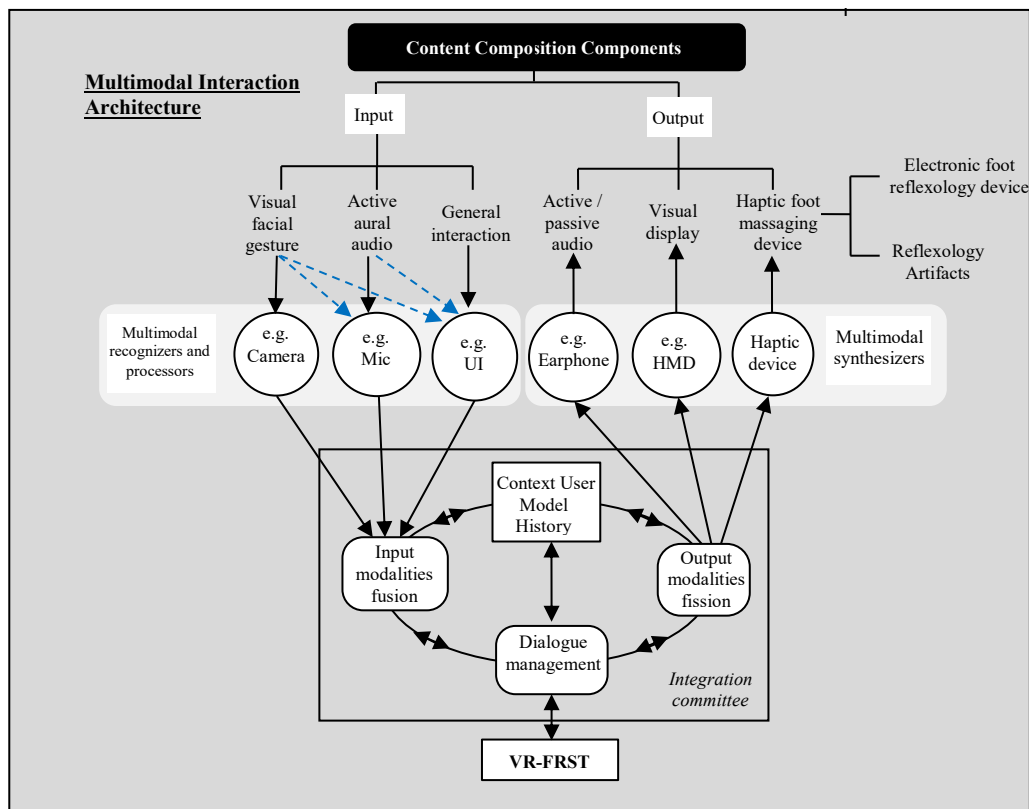 Content Composition Components
Multimodal Interaction
Architecture
Input
Output
Visual
facial
gesture
Active
aural
audio
General
interaction
Active /
passive audio
Visual
display
Haptic foot
massaging
device
Electronic foot
reflexology device
Reflexology
Artifacts
Multimodal
recognizers and
processors
e.g.
Camera
e.g.
Mic
e.g.
UI
e.g.
Earphone
e.g.
HMD
Haptic
device
Multimodal
synthesizers
Context User
Model
History
Input
modalities
fusion
Output
modalities
fission
Dialogue
management
Integration
committee
VR-FRST